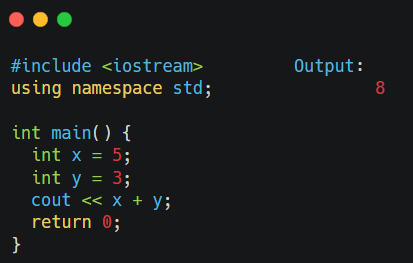 #include <iostream>
using namespace std;
int main() {
  int x = 5;
  int y = 3;
  cout << x + y;
  return 0;
}
Output:
8